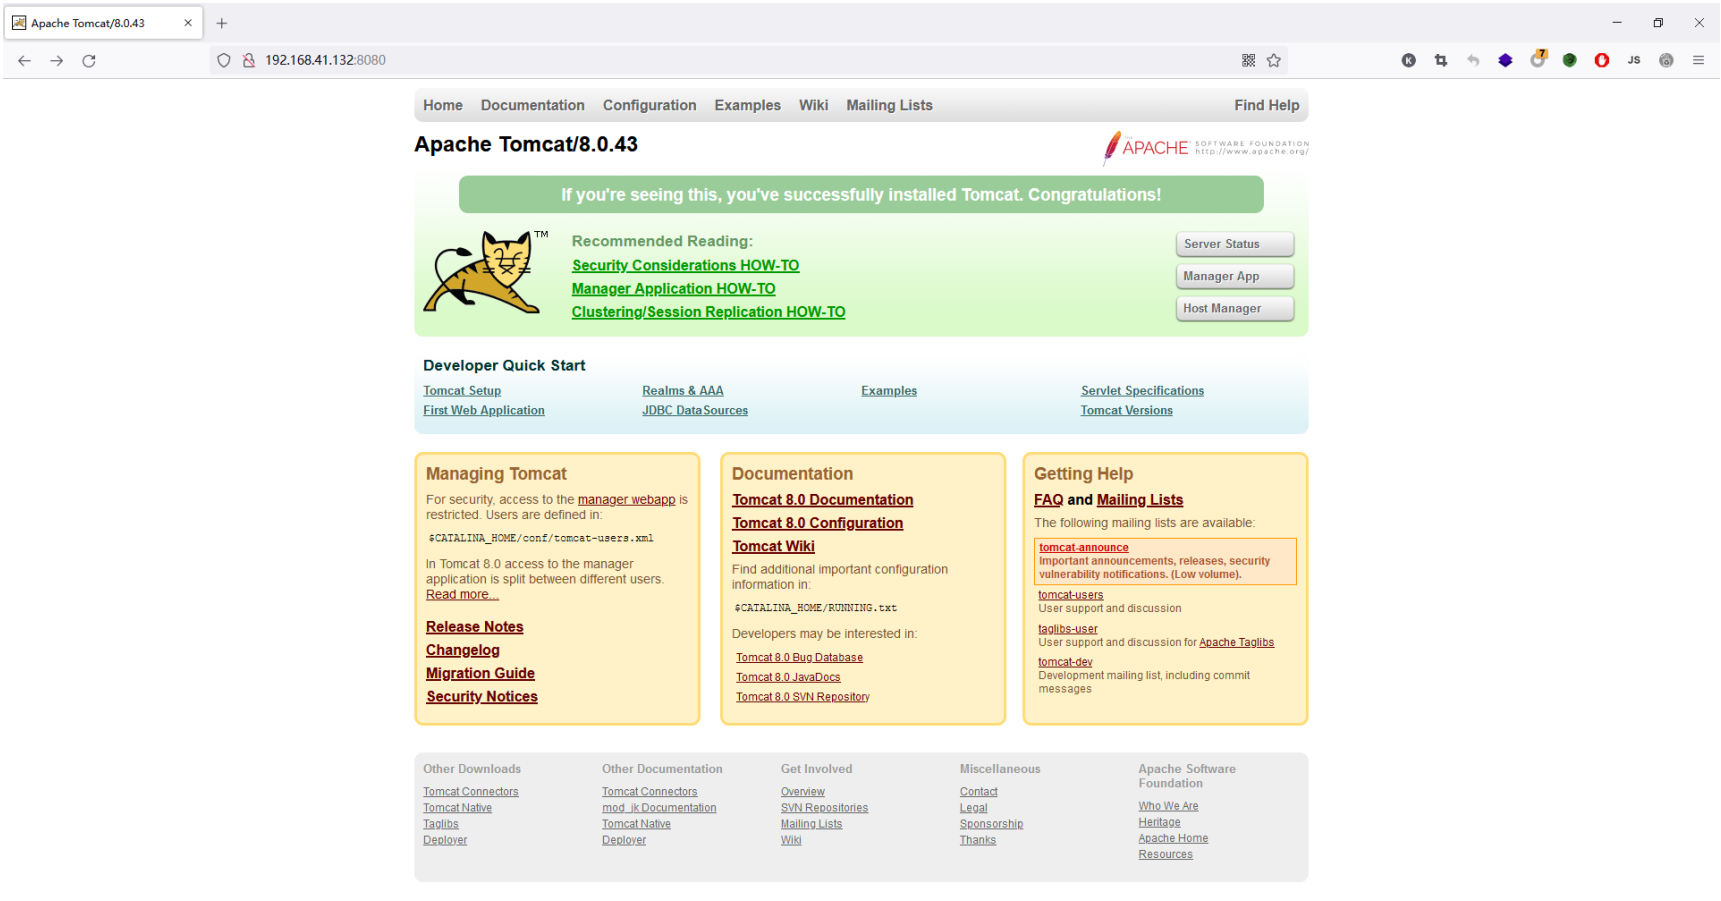 Apache Tomcat/8.0.43
192.168.41.132:8080
7
JS
Home Documentation Configuration Examples Wiki Mailing Lists Find Help
Apache Tomcat/8.0.43
THE APACHE SOFTWARE FOUNDATION
http://www.apache.org/
If you're seeing this, you've successfully installed Tomcat. Congratulations!
TM
Recommended Reading:
Security Considerations HOW-TO
Manager Application HOW-TO
Clustering/Session Replication HOW-TO
Server Status
Manager App
Host Manager
Developer Quick Start
Tomcat Setup
First Web Application
Realms & AAA
JDBC DataSources
Examples
Servlet Specifications
Tomcat Versions
Managing Tomcat
For security, access to the manager webapp is
restricted. Users are defined in:
$CATALINA_HOME/conf/tomcat-users.xml
In Tomcat 8.0 access to the manager
application is split between different users.
Read more...
Release Notes
Changelog
Migration Guide
Security Notices
Documentation
Tomcat 8.0 Documentation
Tomcat 8.0 Configuration
Tomcat Wiki
Find additional important configuration
information in:
$CATALINA_HOME/RUNNING.txt
Developers may be interested in:
Tomcat 8.0 Bug Database
Tomcat 8.0 JavaDocs
Tomcat 8.0 SVN Repository
Getting Help
FAQ and Mailing Lists
The following mailing lists are available:
tomcat-announce
Important announcements, releases, security
vulnerability notifications. (Low volume).
tomcat-users
User support and discussion
taglibs-user
User support and discussion for Apache Taglibs
tomcat-dev
Development mailing list, including commit
messages
Other Downloads
Tomcat Connectors
Tomcat Native
Taglibs
Deployer
Other Documentation
Tomcat Connectors
mod_jk Documentation
Tomcat Native
Deployer
Get Involved
Overview
SVN Repositories
Mailing Lists
Wiki
Miscellaneous
Contact
Legal
Sponsorship
Thanks
Apache Software
Foundation
Who We Are
Heritage
Apache Home
Resources